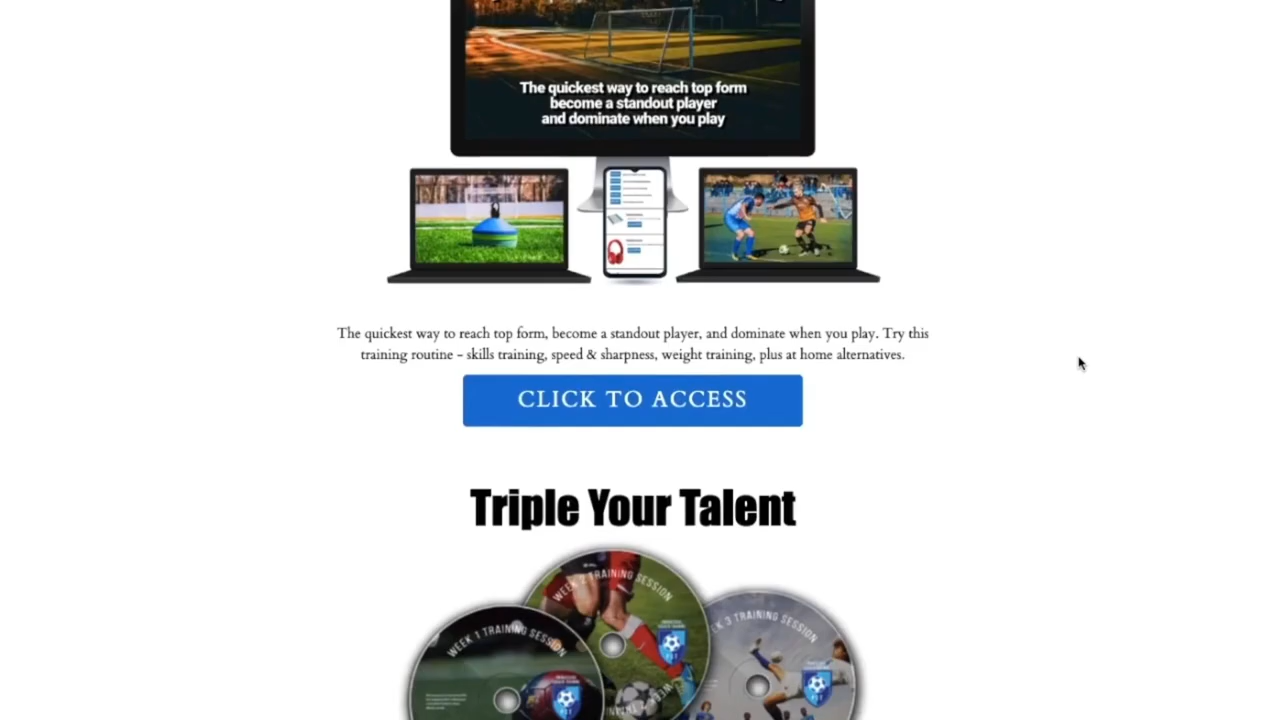 The quickest way to reach top form
become a standout player
and dominate when you play
The quickest way to reach top form, become a standout player, and dominate when you play. Try this
training routine - skills training, speed & sharpness, weight training, plus at home alternatives.
CLICK TO ACCESS
Triple Your Talent
WEEK 2 TRAINING SESSION
WEEK 1 TRAINING SESSION
K 3 TRAINING SESSION